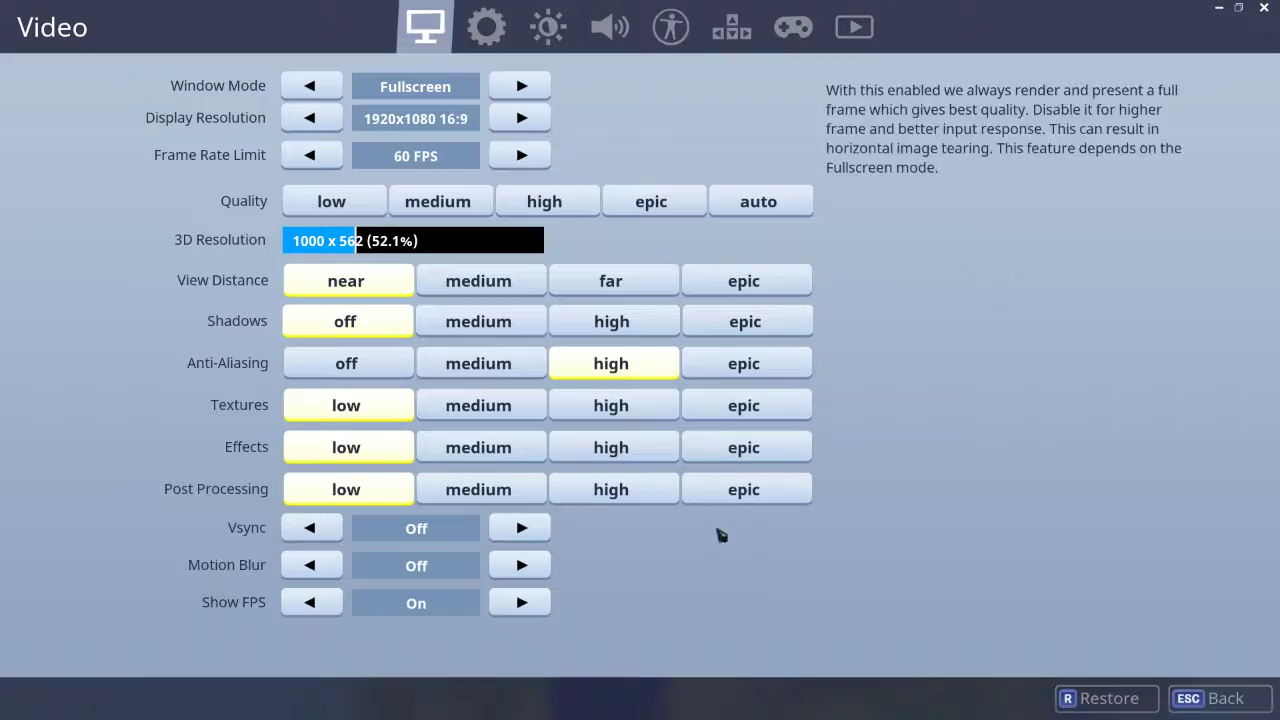 Video
Window Mode ◄ Fullscreen ►
Display Resolution ◄ 1920x1080 16:9 ►
Frame Rate Limit ◄ 60 FPS ►
Quality low medium high epic auto
3D Resolution 1000 x 562 (52.1%)
View Distance near medium far epic
Shadows off medium high epic
Anti-Aliasing off medium high epic
Textures low medium high epic
Effects low medium high epic
Post Processing low medium high epic
Vsync ◄ Off ►
Motion Blur ◄ Off ►
Show FPS ◄ On ►
With this enabled we always render and present a full
frame which gives best quality. Disable it for higher
frame and better input response. This can result in
horizontal image tearing. This feature depends on the
Fullscreen mode.
R Restore ESC Back